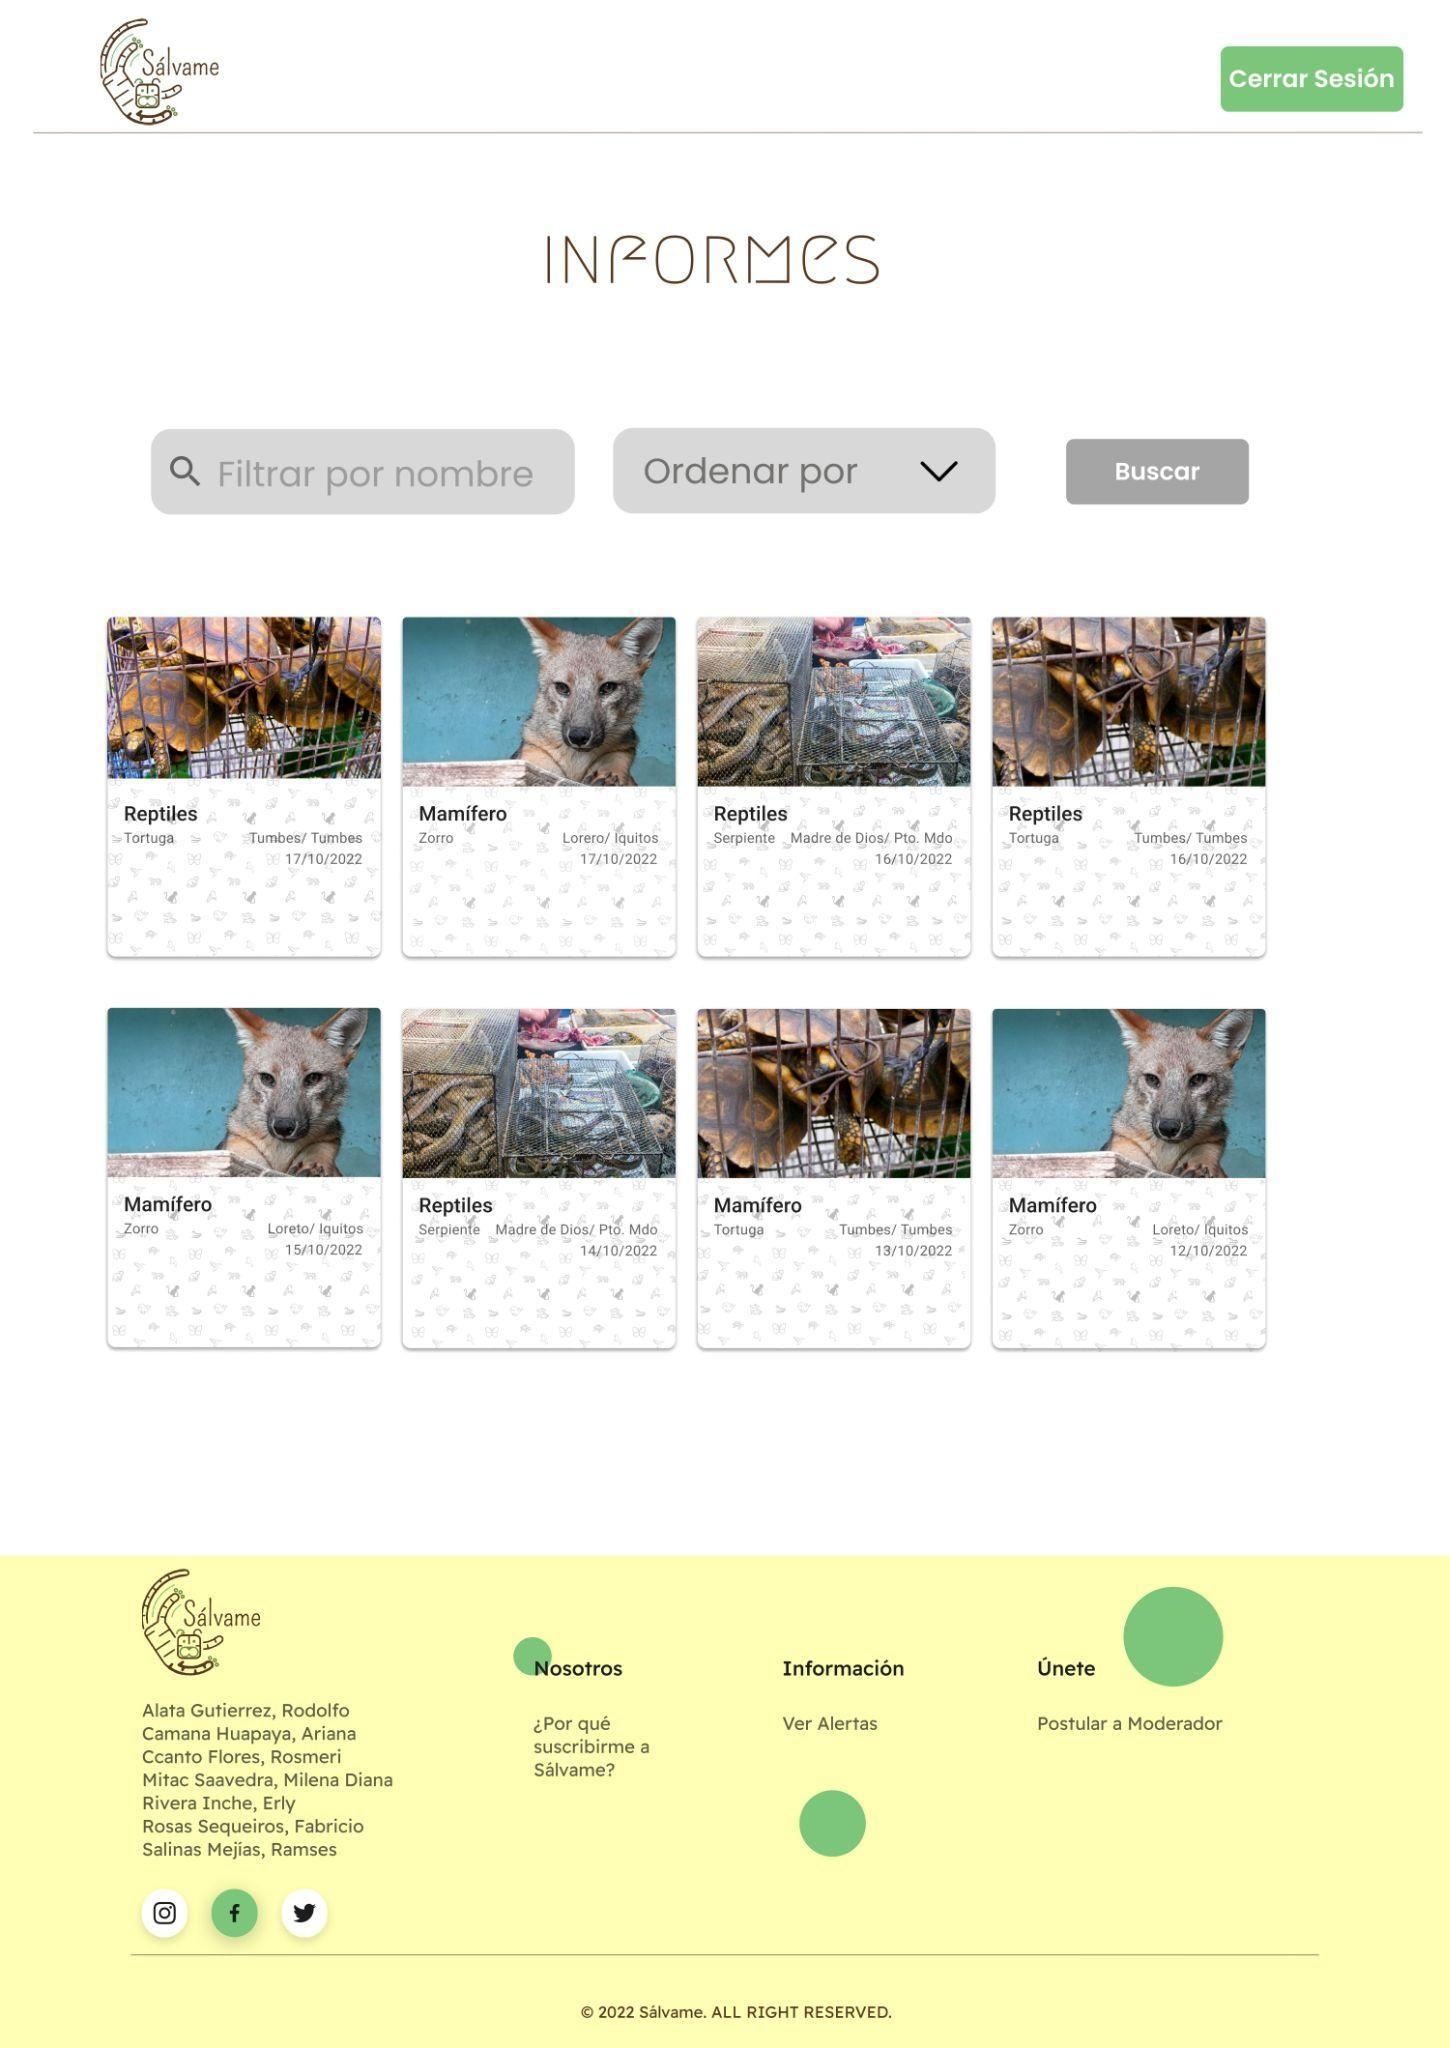 Sálvame
Cerrar Sesión
INFORMES
Filtrar por nombre
Ordenar por
Buscar
Reptiles
Tortuga Tumbes/ Tumbes
17/10/2022
Mamífero
Zorro Lorero/ Iquitos
17/10/2022
Reptiles
Serpiente Madre de Dios/ Pto. Mdo
16/10/2022
Reptiles
Tortuga Tumbes/ Tumbes
16/10/2022
Mamífero
Zorro Loreto/ Iquitos
15/10/2022
Reptiles
Serpiente Madre de Dios/ Pto. Mdo
14/10/2022
Mamífero
Tortuga Tumbes/ Tumbes
13/10/2022
Mamífero
Zorro Loreto/ Iquitos
12/10/2022
Sálvame
Alata Gutierrez, Rodolfo
Camana Huapaya, Ariana
Ccanto Flores, Rosmeri
Mitac Saavedra, Milena Diana
Rivera Inche, Erly
Rosas Sequeiros, Fabricio
Salinas Mejías, Ramses
Nosotros
¿Por qué
suscribirme a
Sálvame?
Información
Ver Alertas
Únete
Postular a Moderador
© 2022 Sálvame. ALL RIGHT RESERVED.